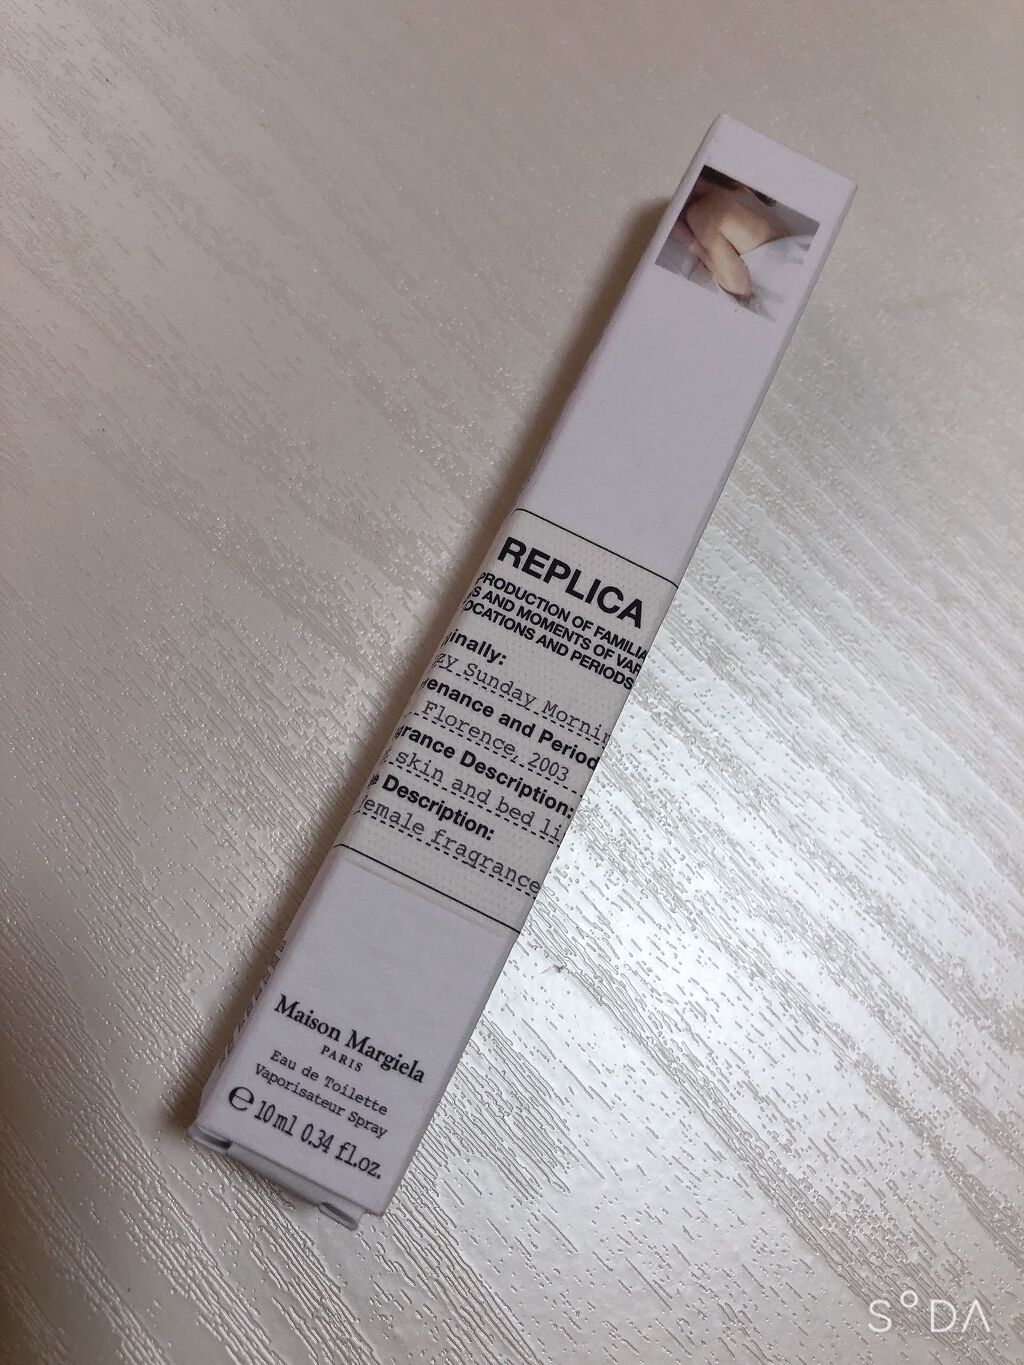 REPLICA
PRODUCTION OF FAMILIA
S AND MOMENTS OF VAR
OCATIONS AND PERIODS
ginally:
zy Sunday Mornin
venance and Period
Florence, 2003
grance Description:
skin and bed li
e Description:
emale fragrance
Maison Margiela
PARIS
Eau de Toilette
Vaporisateur Spray
℮ 10 ml 0.34 fl.oz.
S°DA